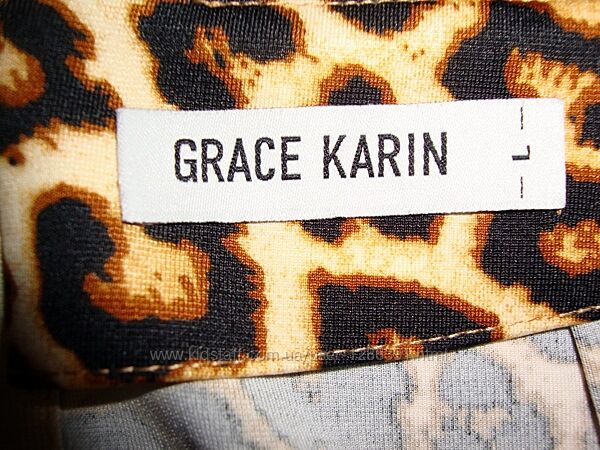 GRACE KARIN
— L —